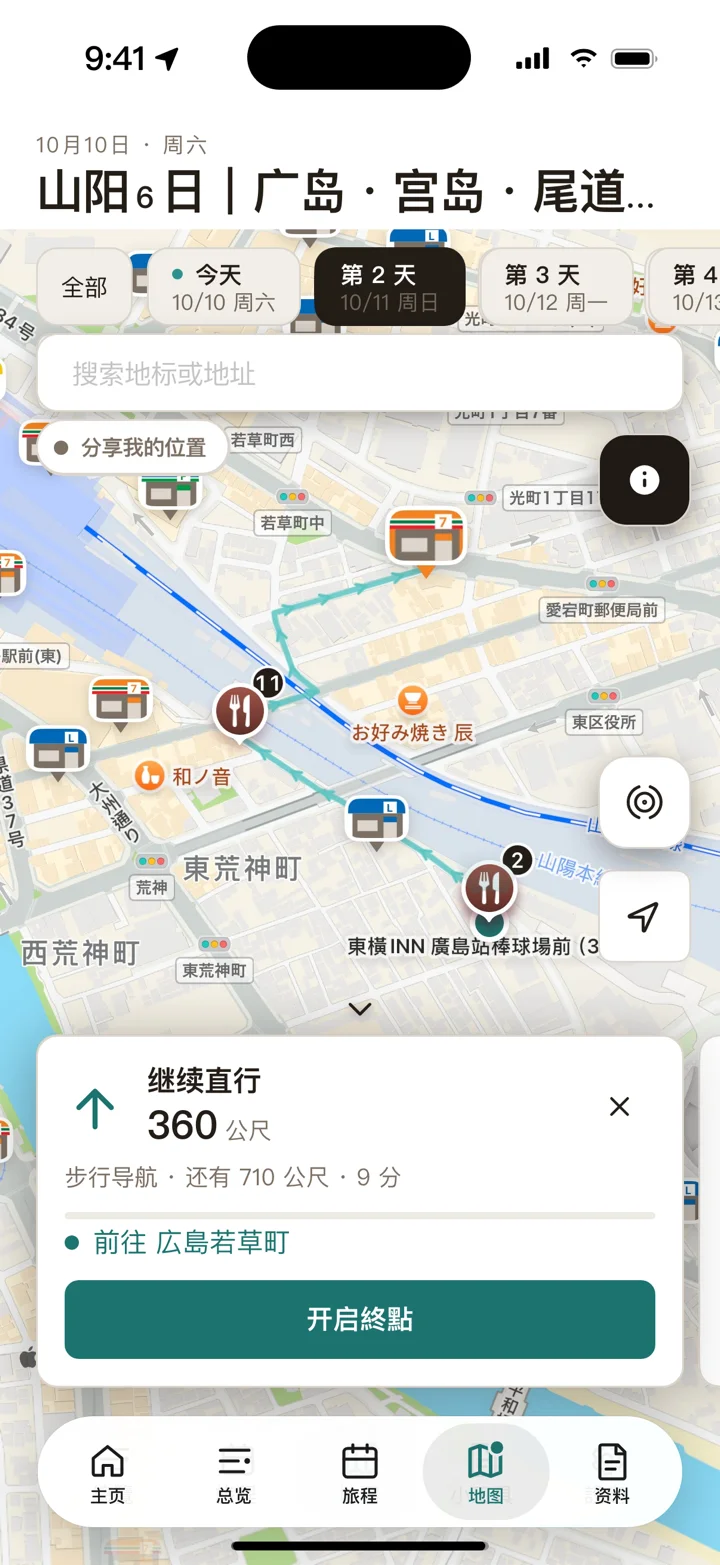 9:41
10月10日 · 周六
山阳6日｜广岛 · 宫岛 · 尾道...
全部
今天
10/10 周六
第 2 天
10/11 周日
第 3 天
10/12 周一
第 4
10/13
搜索地标或地址
分享我的位置
若草町西
光町1丁目7番
若草町中
光町1丁目1
7
愛宕町郵便局前
駅前(東)
11
お好み焼き 辰
東区役所
7
L
和ノ音
大州通り
L
荒神
東荒神町
2
山陽本線
西荒神町
東荒神町
東橫INN 廣島站棒球場前 (3
继续直行
360 公尺
步行导航 · 还有 710 公尺 · 9 分
前往 広島若草町
开启終點
平和
主页
总览
旅程
地图
资料